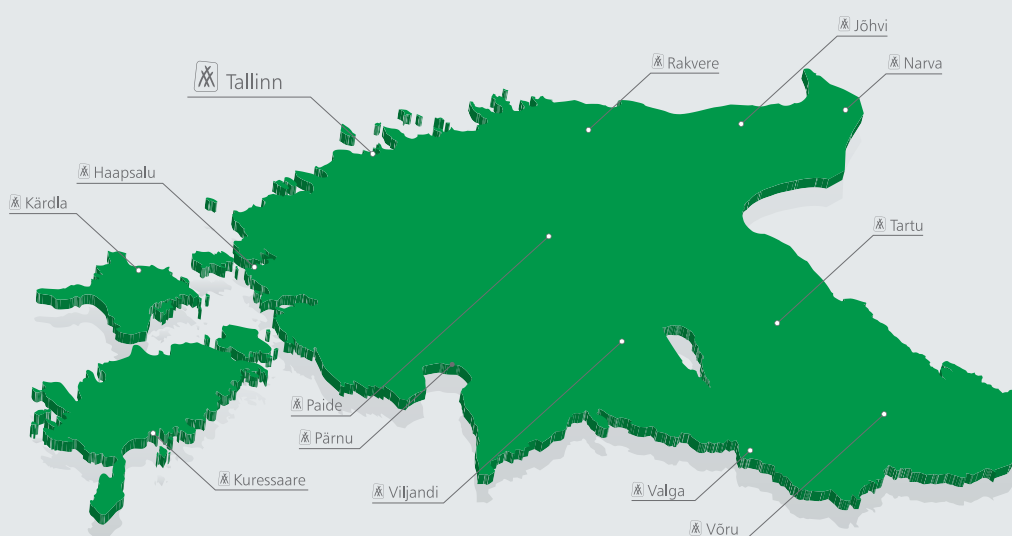 Jõhvi
Rakvere
Narva
Tallinn
Haapsalu
Kärdla
Tartu
Paide
Pärnu
Kuressaare
Viljandi
Valga
Võru